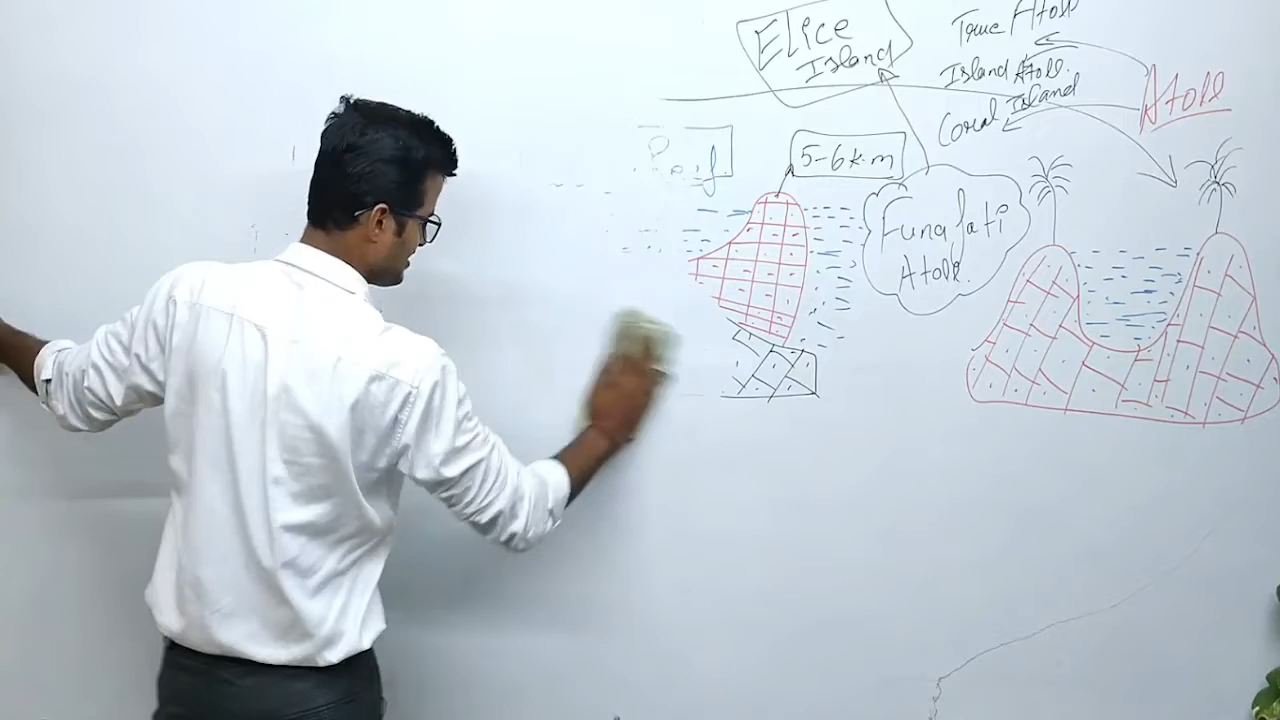 Elice
Island
True Atoll
Island Atoll.
Coral Island
Atoll
5-6 k.m
Funafati
Atoll.